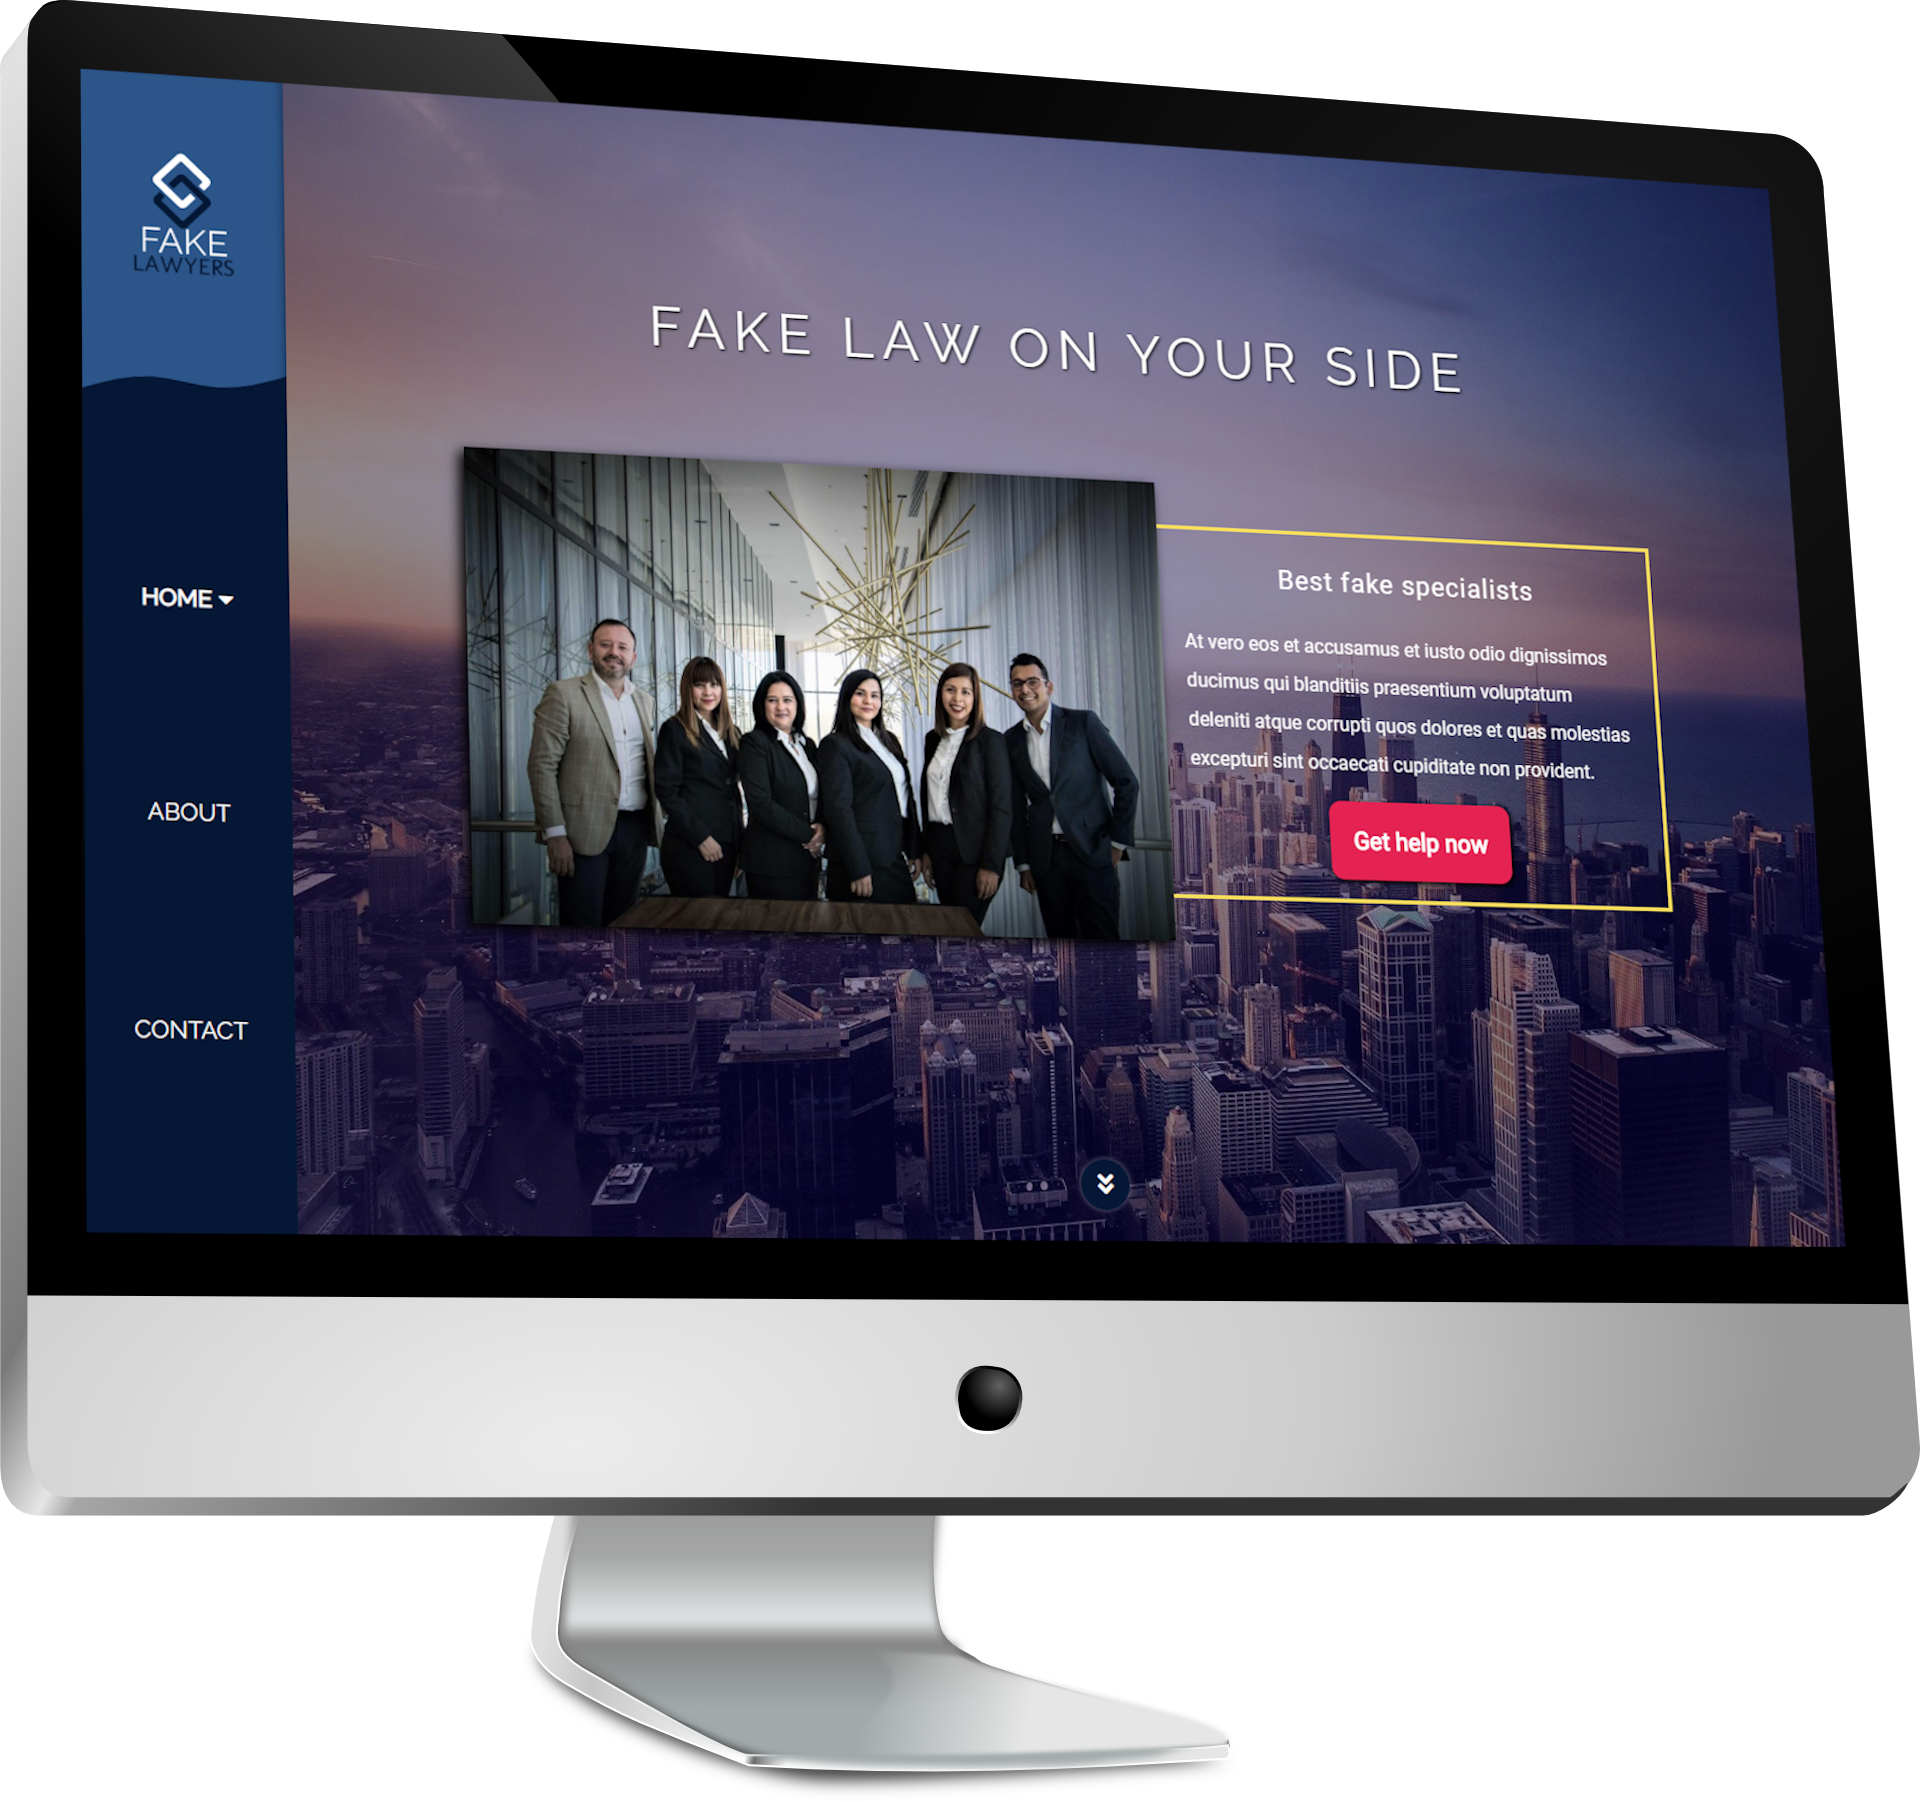 FAKE
LAWYERS
HOME
ABOUT
CONTACT
FAKE LAW ON YOUR SIDE
Best fake specialists
At vero eos et accusamus et iusto odio dignissimos
ducimus qui blanditiis praesentium voluptatum
deleniti atque corrupti quos dolores et quas molestias
excepturi sint occaecati cupiditate non provident.
Get help now